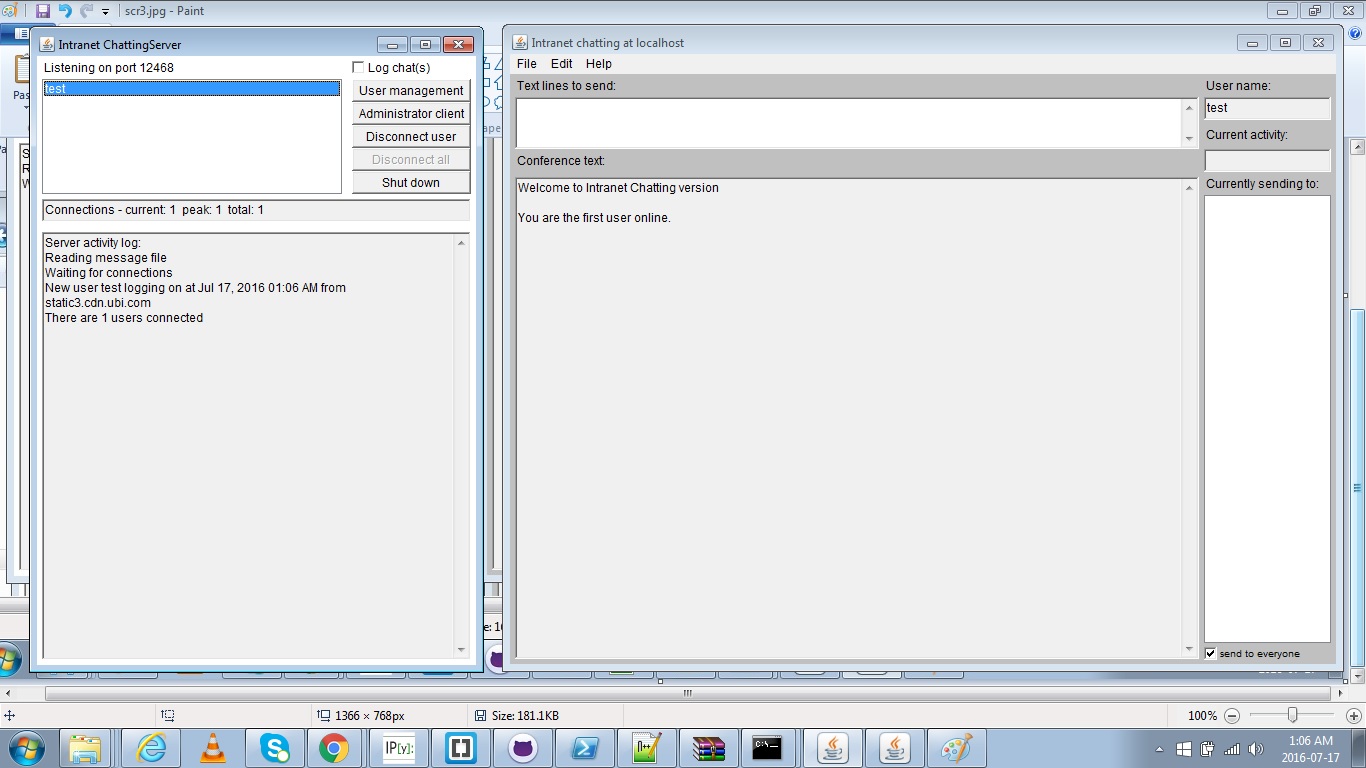 scr3.jpg - Paint
Intranet ChattingServer
Listening on port 12468
Log chat(s)
test
User management
Administrator client
Disconnect user
Disconnect all
Shut down
Connections - current: 1 peak: 1 total: 1
Server activity log:
Reading message file
Waiting for connections
New user test logging on at Jul 17, 2016 01:06 AM from
static3.cdn.ubi.com
There are 1 users connected
Intranet chatting at localhost
File Edit Help
Text lines to send:
User name:
test
Current activity:
Conference text:
Currently sending to:
Welcome to Intranet Chatting version
You are the first user online.
send to everyone
1366 × 768px
Size: 181.1KB
100%
IP[y]:
C:\_
1:06 AM
2016-07-17